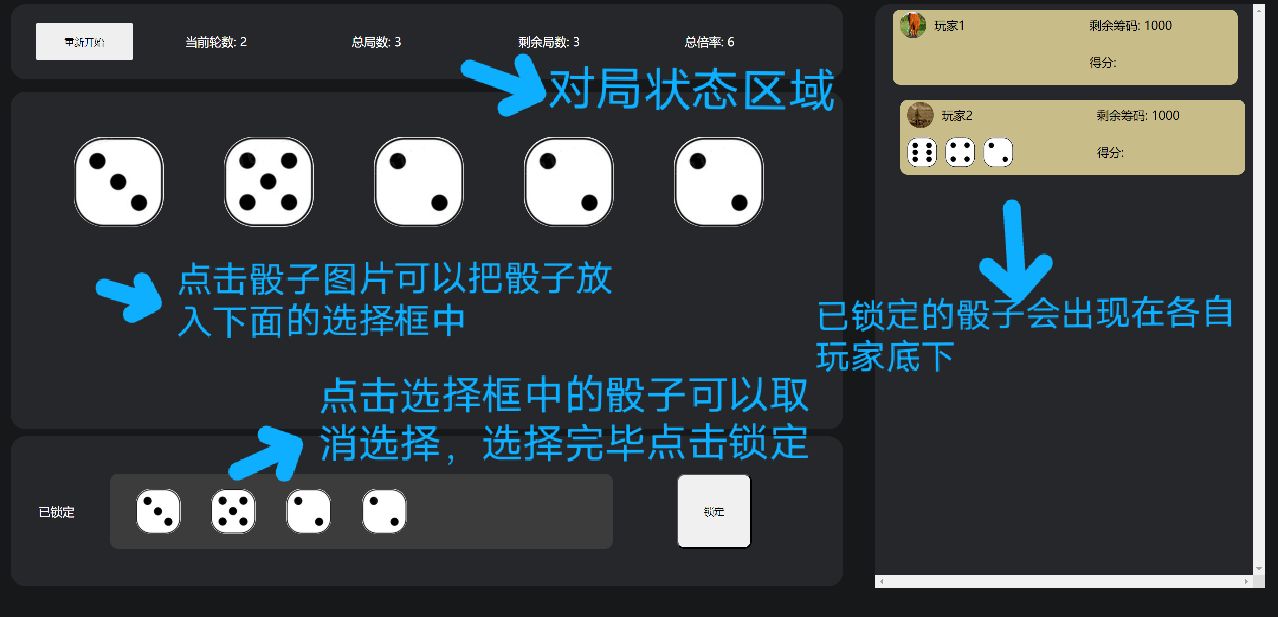 重新开始
当前轮数: 2
总局数: 3
剩余局数: 3
总倍率: 6
对局状态区域
点击骰子图片可以把骰子放
入下面的选择框中
点击选择框中的骰子可以取
消选择，选择完毕点击锁定
已锁定
锁定
玩家1
剩余筹码: 1000
得分:
玩家2
剩余筹码: 1000
得分:
已锁定的骰子会出现在各自
玩家底下